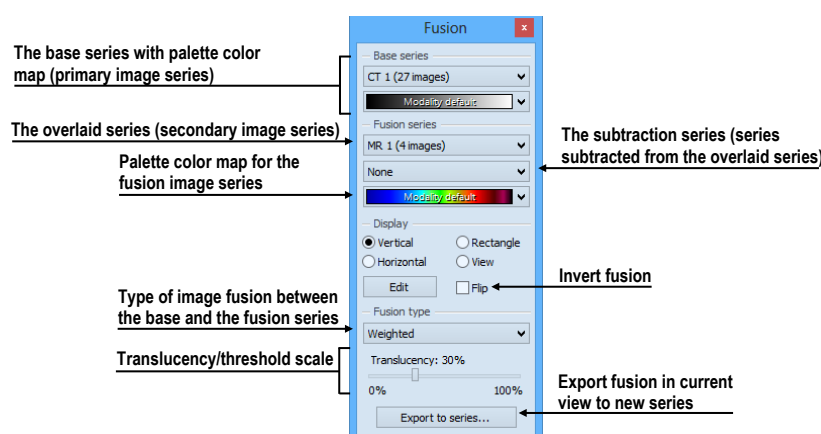 Fusion
x
The base series with palette color
map (primary image series)
Base series
CT 1 (27 images)
Modality default
The overlaid series (secondary image series)
Fusion series
MR 1 (4 images)
The subtraction series (series
subtracted from the overlaid series)
Palette color map for the
fusion image series
None
Modality default
Display
Vertical
Rectangle
Horizontal
View
Edit
Flip
Invert fusion
Type of image fusion between
the base and the fusion series
Fusion type
Weighted
Translucency/threshold scale
Translucency: 30%
0%
100%
Export to series...
Export fusion in current
view to new series